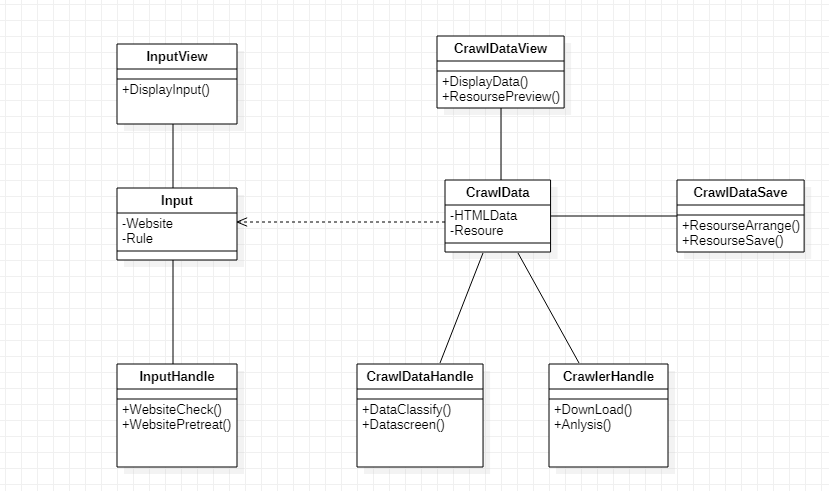 InputView
+DisplayInput()
CrawlDataView
+DisplayData()
+ResoursePreview()
Input
-Website
-Rule
CrawlData
-HTMLData
-Resoure
CrawlDataSave
+ResourseArrange()
+ResourseSave()
InputHandle
+WebsiteCheck()
+WebsitePretreat()
CrawlDataHandle
+DataClassify()
+Datascreen()
CrawlerHandle
+DownLoad()
+Anlysis()